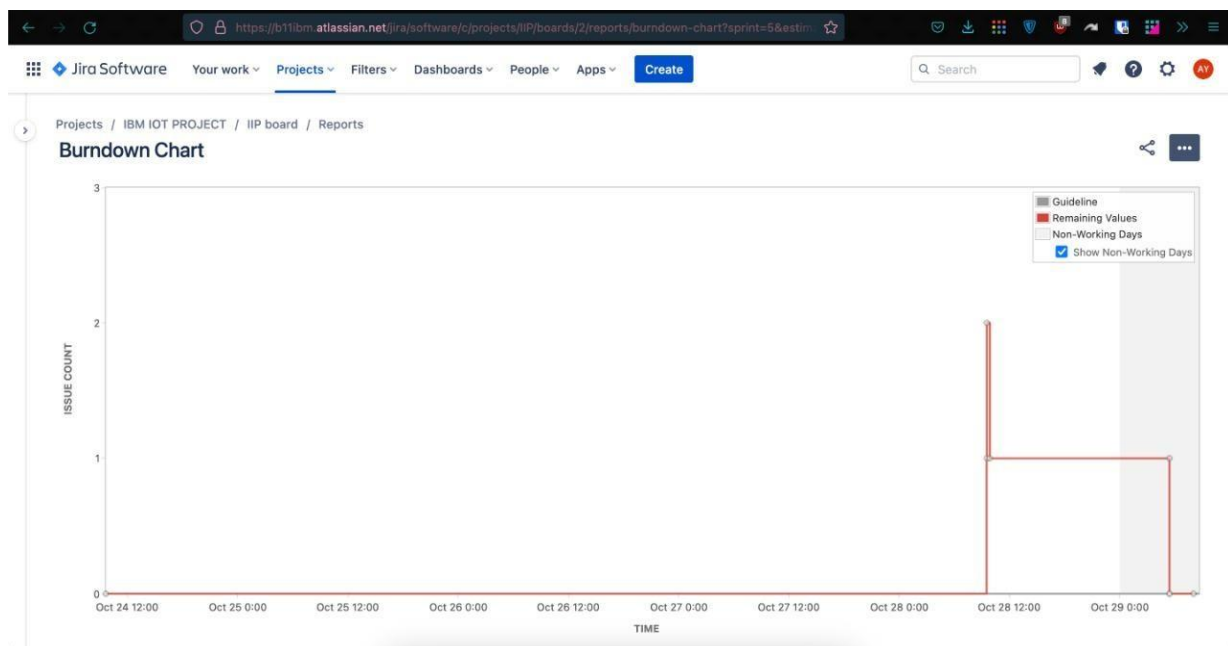 https://b11ibm.atlassian.net/jira/software/c/projects/IIP/boards/2/reports/burndown-chart?sprint=5&estim
8
Jira Software Your work Projects Filters Dashboards People Apps Create Search AY
Projects / IBM IOT PROJECT / IIP board / Reports
Burndown Chart
Guideline
Remaining Values
Non-Working Days
Show Non-Working Days
3
2
1
0
ISSUE COUNT
Oct 24 12:00 Oct 25 0:00 Oct 25 12:00 Oct 26 0:00 Oct 26 12:00 Oct 27 0:00 Oct 27 12:00 Oct 28 0:00 Oct 28 12:00 Oct 29 0:00
TIME